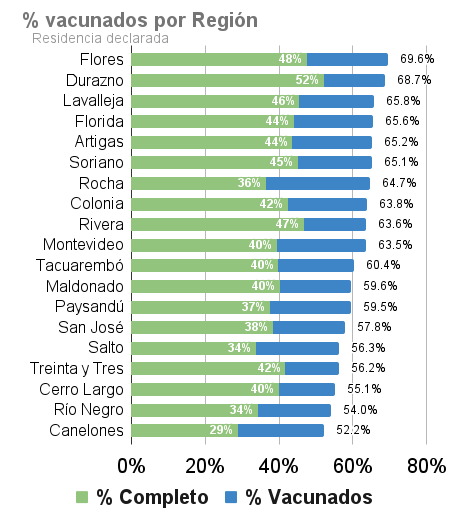 % vacunados por Región
Residencia declarada
Flores 48% 69.6%
Durazno 52% 68.7%
Lavalleja 46% 65.8%
Florida 44% 65.6%
Artigas 44% 65.2%
Soriano 45% 65.1%
Rocha 36% 64.7%
Colonia 42% 63.8%
Rivera 47% 63.6%
Montevideo 40% 63.5%
Tacuarembó 40% 60.4%
Maldonado 40% 59.6%
Paysandú 37% 59.5%
San José 38% 57.8%
Salto 34% 56.3%
Treinta y Tres 42% 56.2%
Cerro Largo 40% 55.1%
Río Negro 34% 54.0%
Canelones 29% 52.2%
0% 20% 40% 60% 80%
% Completo % Vacunados